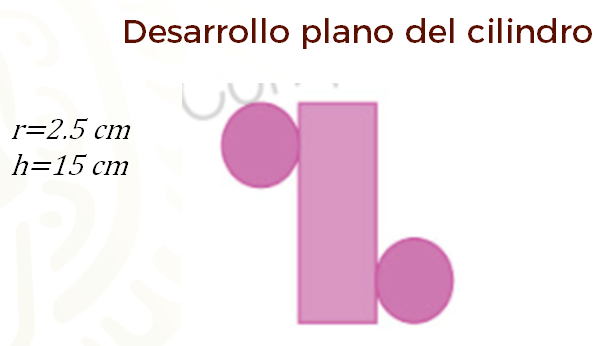 Desarrollo plano del cilindro
r=2.5 cm
h=15 cm